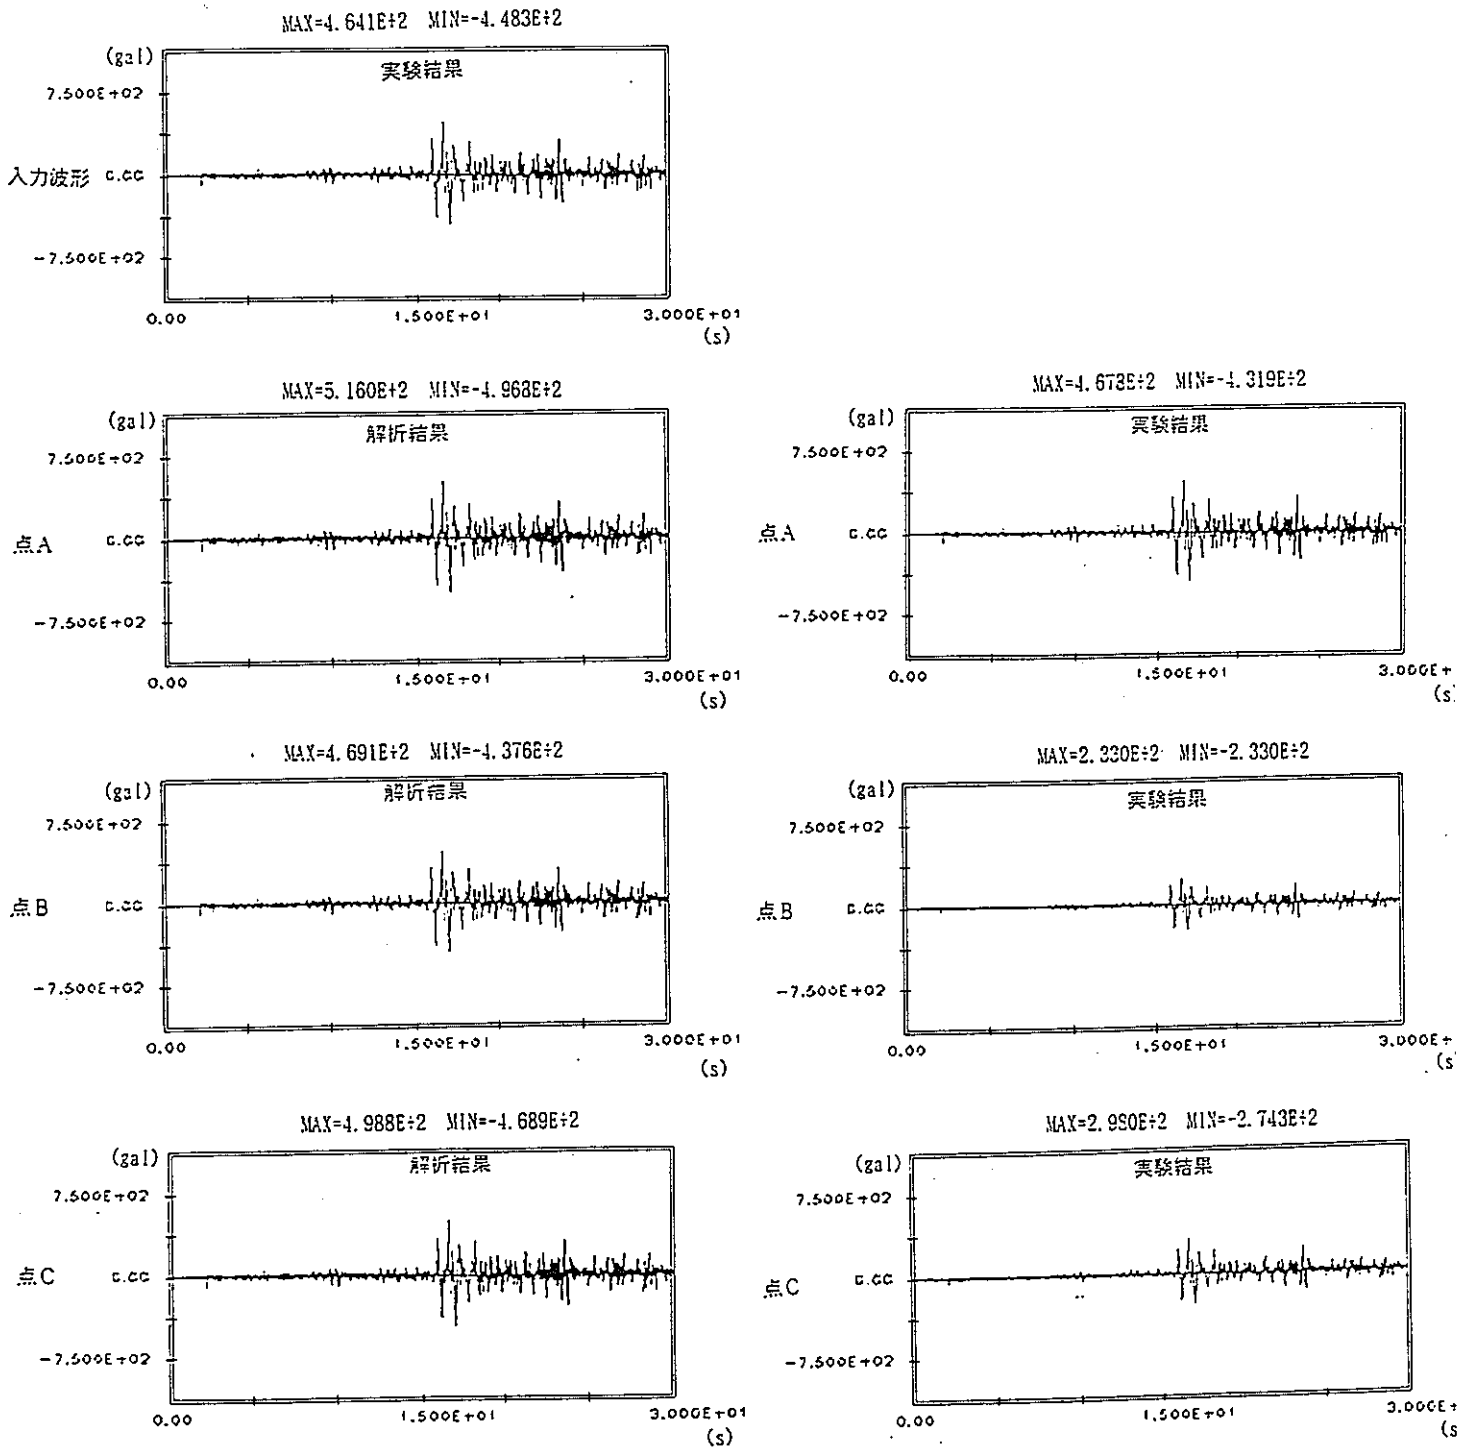 MAX=4.641E+2 MIN=-4.483E+2
(gal)
実験結果
7.500E+02
入力波形 0.00
-7.500E+02
0.00 1.500E+01 3.000E+01
(s)
MAX=5.160E+2 MIN=-4.968E+2
(gal)
解析結果
7.500E+02
点A 0.00
-7.500E+02
0.00 1.500E+01 3.000E+01
(s)
MAX=4.673E+2 MIN=-4.319E+2
(gal)
実験結果
7.500E+02
点A 0.00
-7.500E+02
0.00 1.500E+01 3.000E+
(s)
MAX=4.691E+2 MIN=-4.376E+2
(gal)
解析結果
7.500E+02
点B 0.00
-7.500E+02
0.00 1.500E+01 3.000E+01
(s)
MAX=2.330E+2 MIN=-2.330E+2
(gal)
実験結果
7.500E+02
点B 0.00
-7.500E+02
0.00 1.500E+01 3.000E+
(s
MAX=4.988E+2 MIN=-4.689E+2
(gal)
解析結果
7.500E+02
点C 0.00
-7.500E+02
0.00 1.500E+01 3.000E+01
(s)
MAX=2.980E+2 MIN=-2.743E+2
(gal)
実験結果
7.500E+02
点C 0.00
-7.500E+02
0.00 1.500E+01 3.000E+
(s